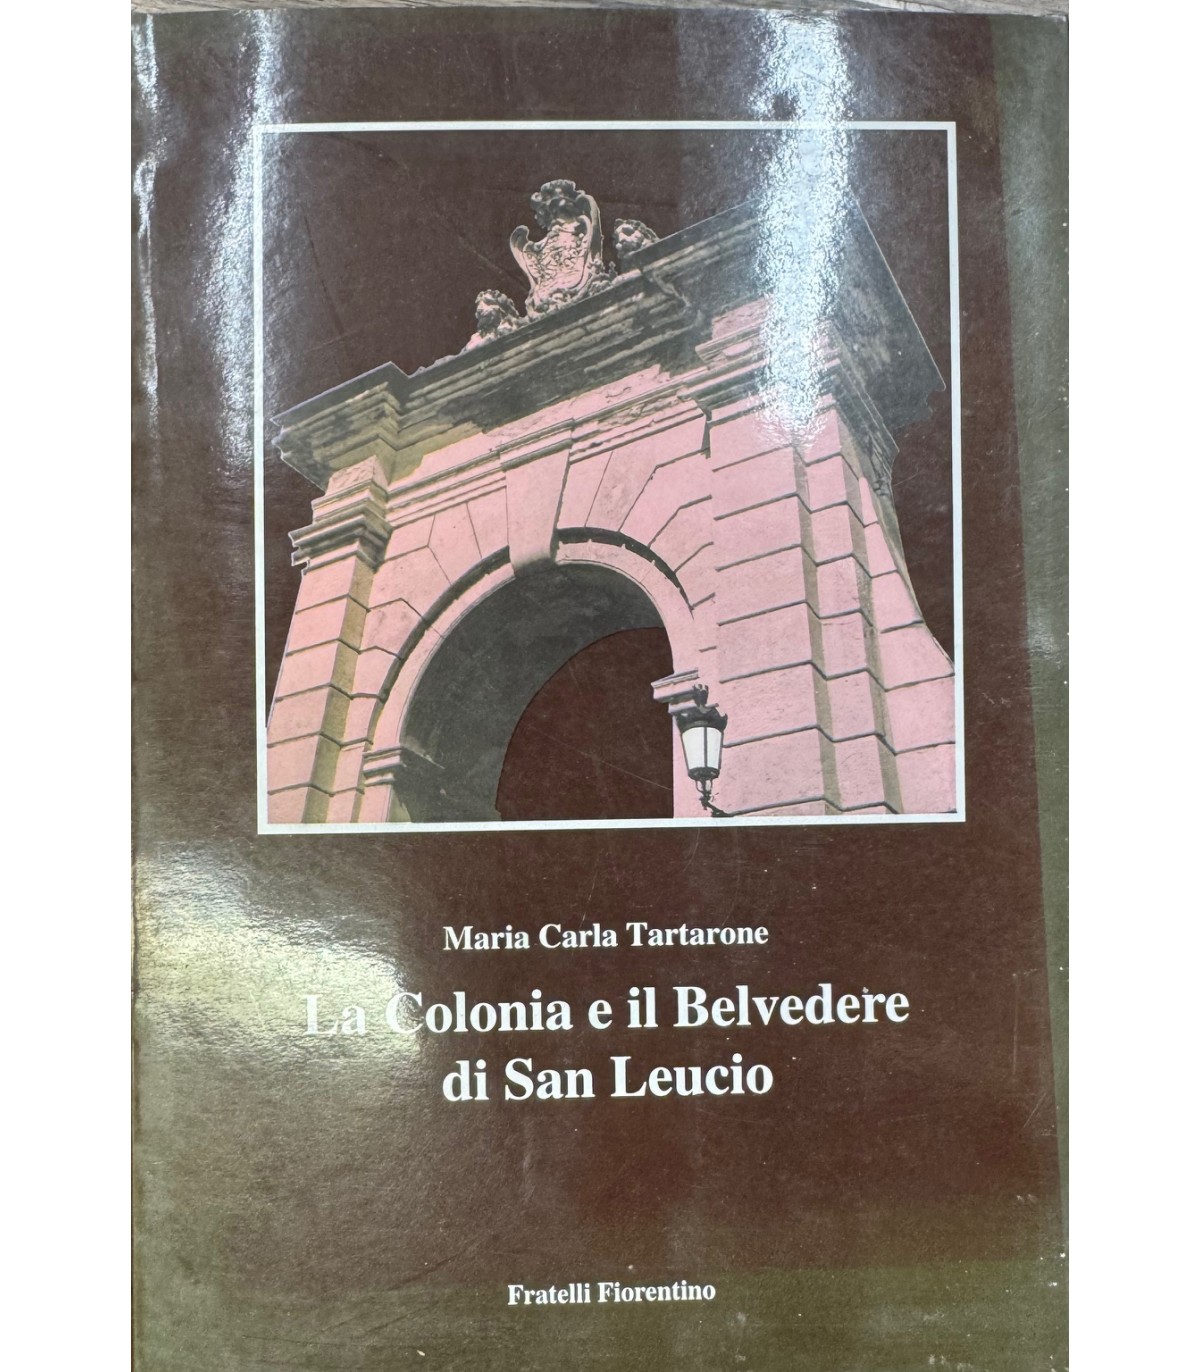 Maria Carla Tartarone
La Colonia e il Belvedere
di San Leucio
Fratelli Fiorentino